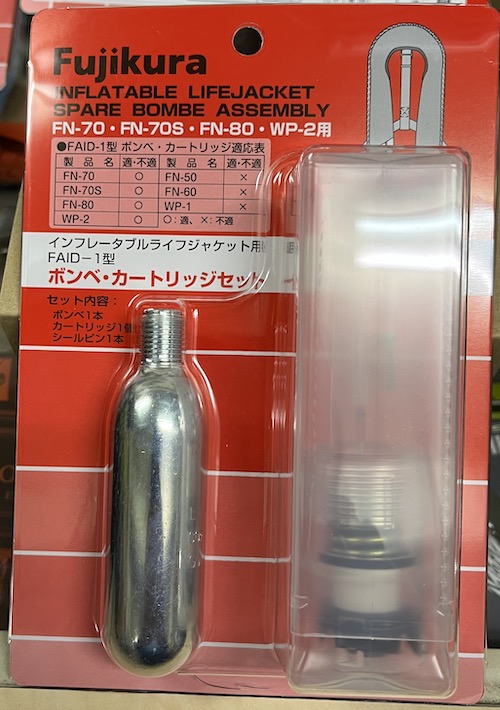 Fujikura
INFLATABLE LIFEJACKET
SPARE BOMBE ASSEMBLY
FN-70・FN-70S・FN-80・WP-2用
●FAID-1型 ボンベ・カートリッジ適応表
製 品 名 適・不適 製 品 名 適・不適
FN-70 ○ FN-50 ×
FN-70S ○ FN-60 ×
FN-80 ○ WP-1 ×
WP-2 ○ ○:適、×:不適
インフレータブルライフジャケット用
FAID-1型
ボンベ・カートリッジセット
セット内容:
ボンベ1本
カートリッジ1個
シールピン1本